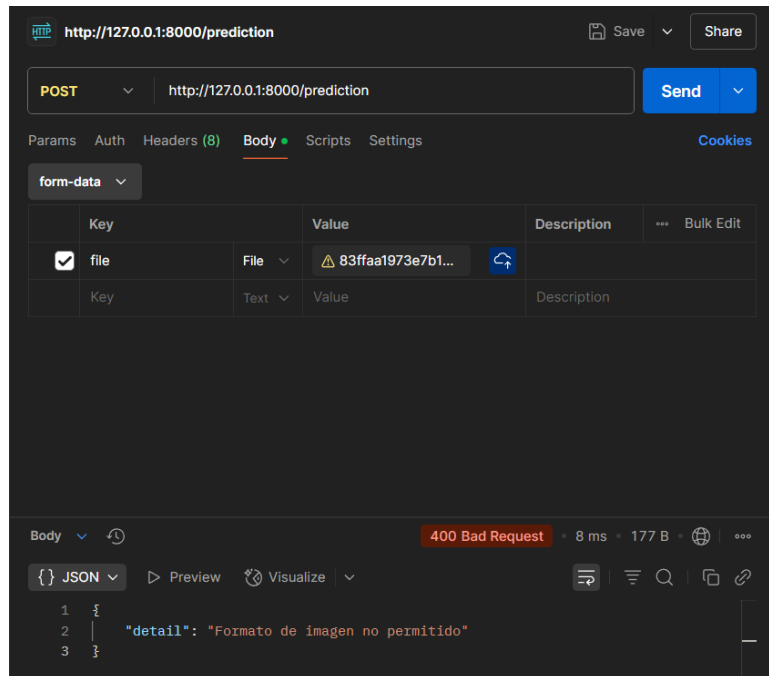 HTTP http://127.0.0.1:8000/prediction Save Share
POST http://127.0.0.1:8000/prediction Send
Params Auth Headers (8) Body Scripts Settings Cookies
form-data
Key Value Description Bulk Edit
file File 83ffaa1973e7b1...
Key Text Value Description
Body 400 Bad Request 8 ms 177 B
{} JSON Preview Visualize
1 {
2 "detail": "Formato de imagen no permitido"
3 }